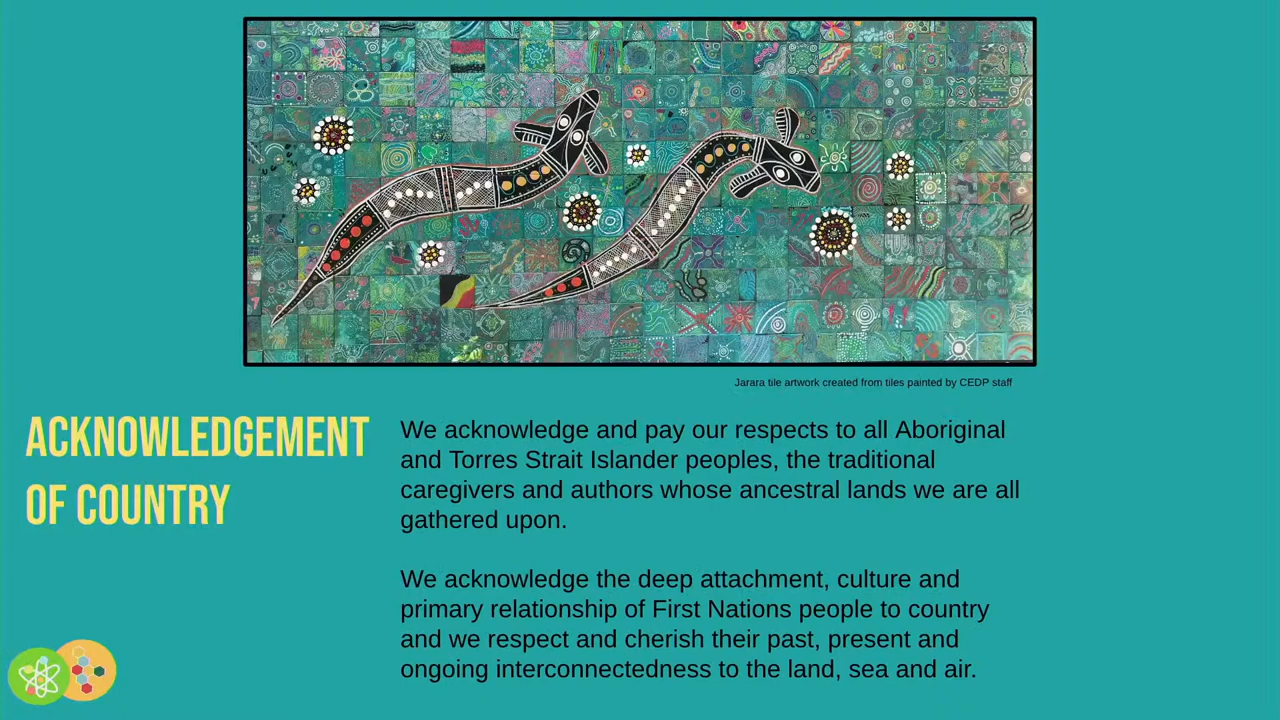 Jarara tile artwork created from tiles painted by CEDP staff
ACKNOWLEDGEMENT
OF COUNTRY
We acknowledge and pay our respects to all Aboriginal
and Torres Strait Islander peoples, the traditional
caregivers and authors whose ancestral lands we are all
gathered upon.
We acknowledge the deep attachment, culture and
primary relationship of First Nations people to country
and we respect and cherish their past, present and
ongoing interconnectedness to the land, sea and air.